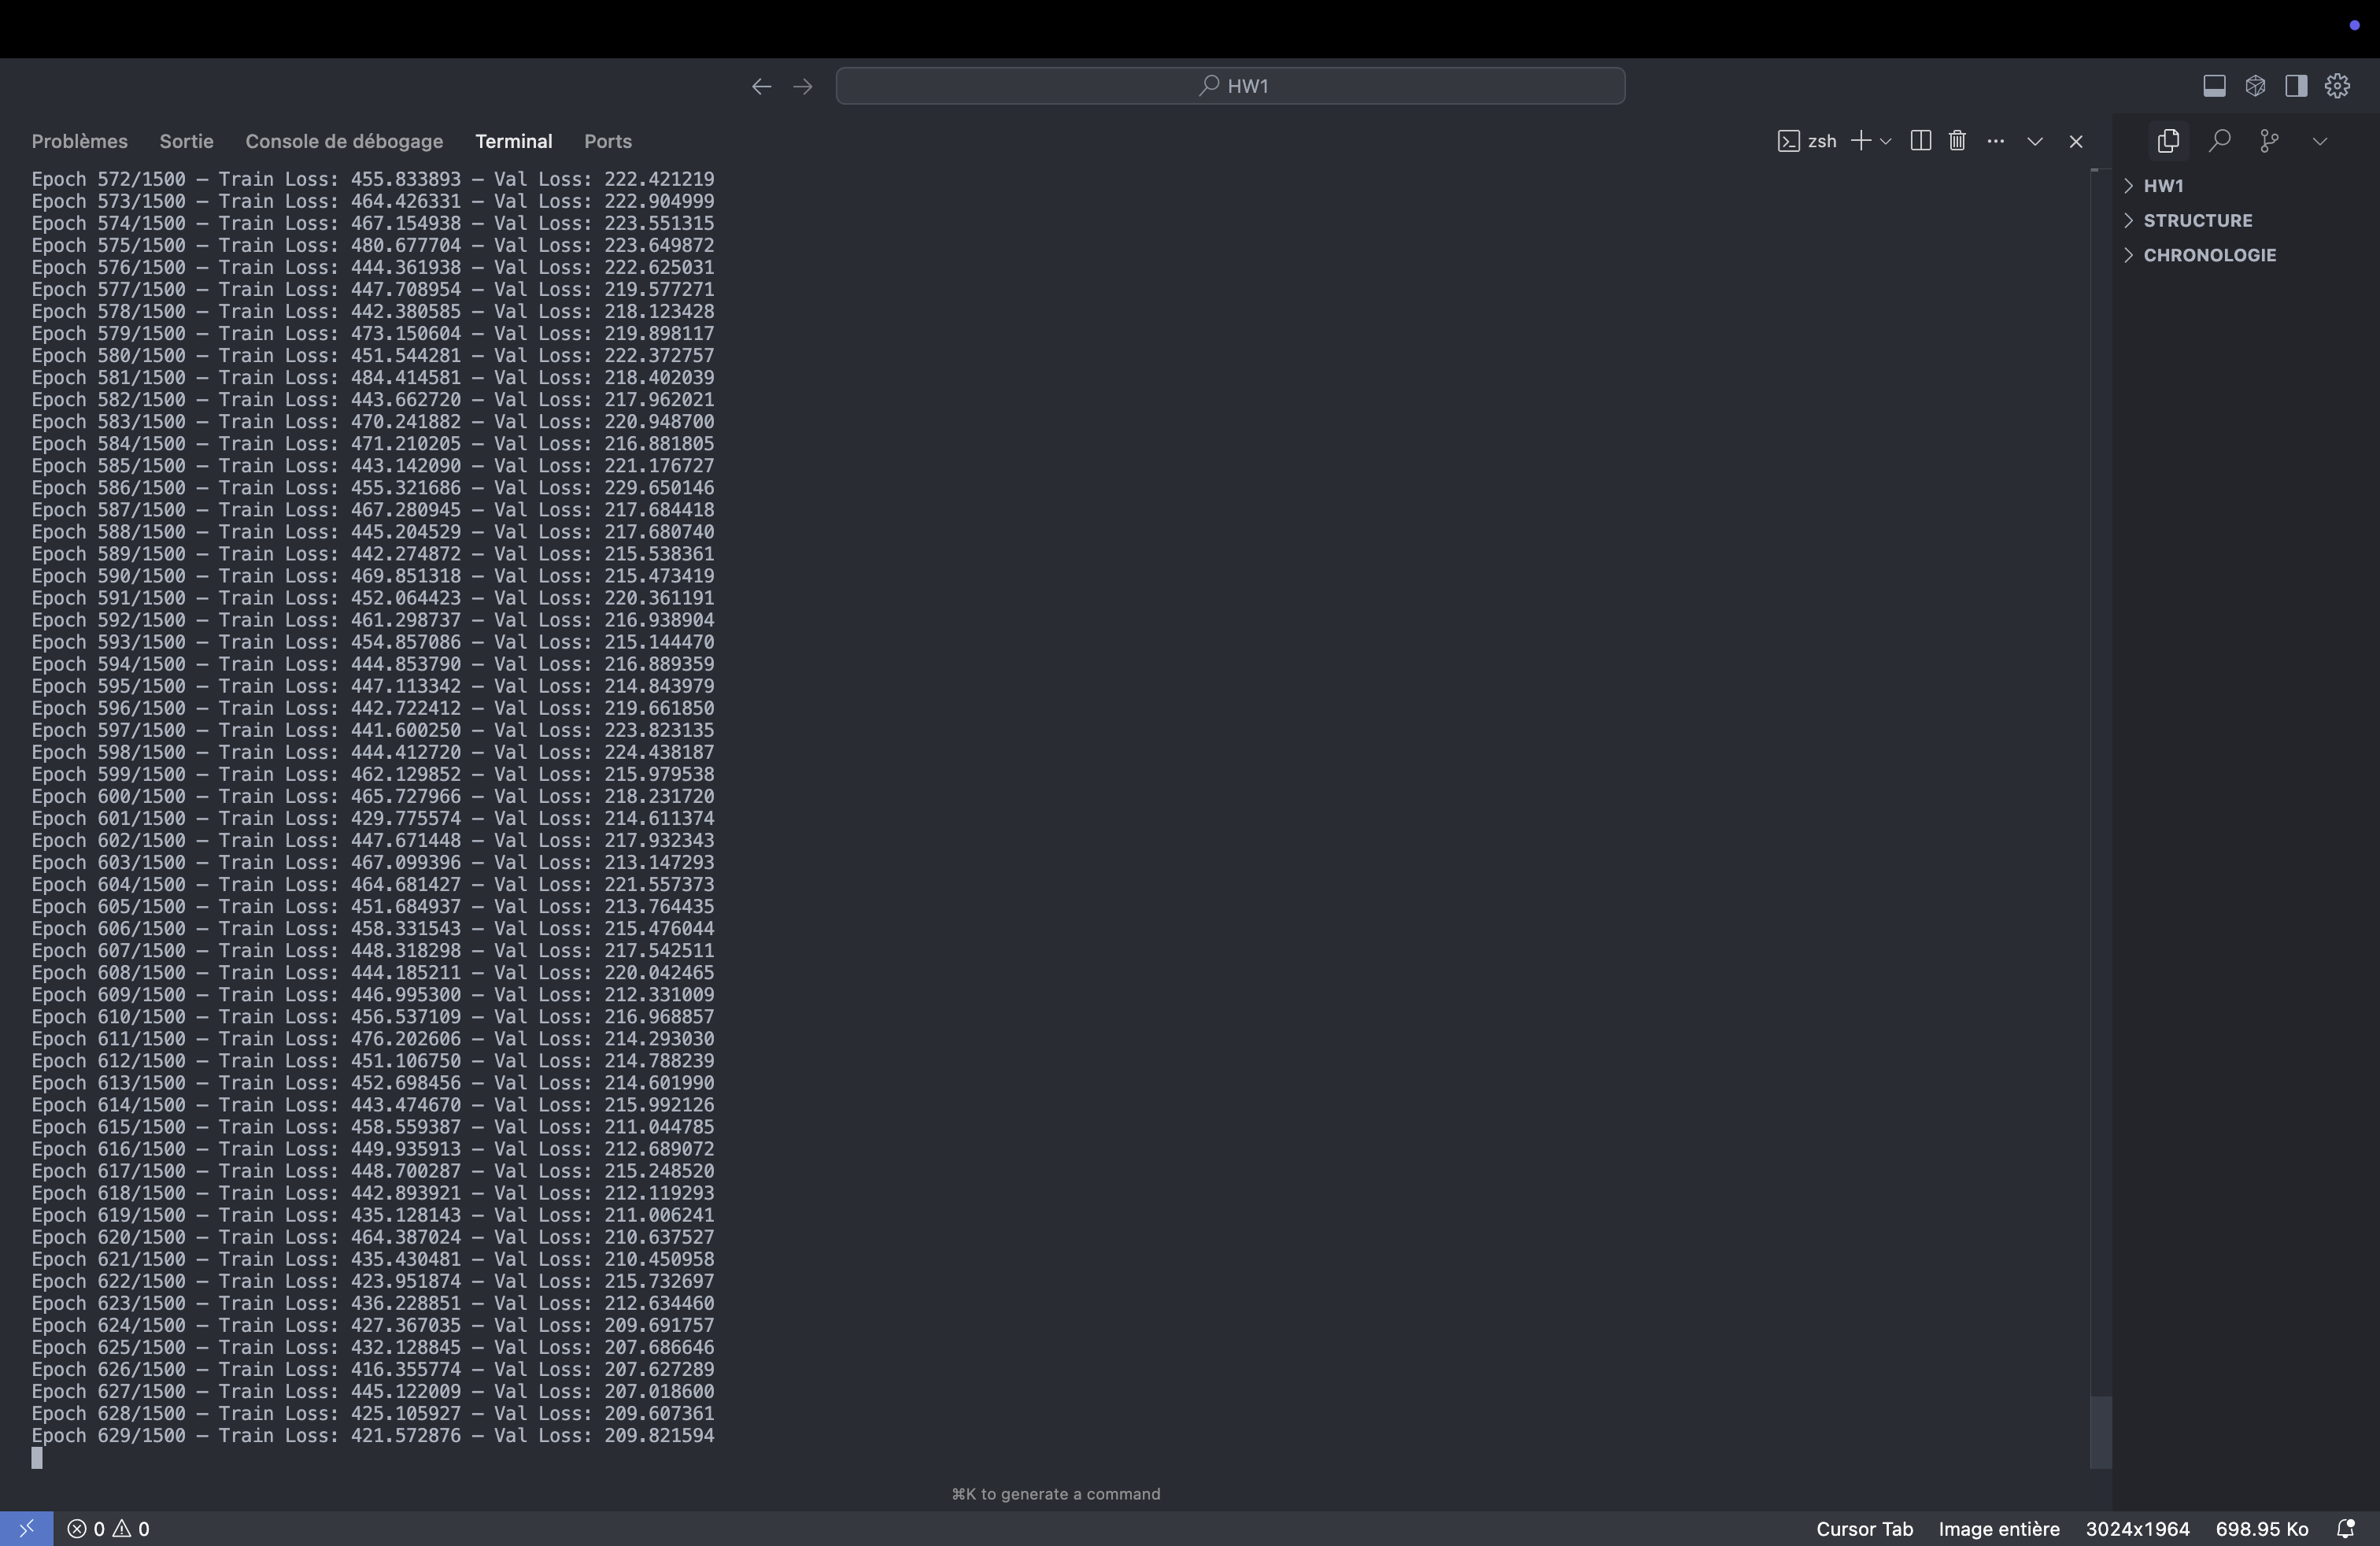 HW1
Problèmes Sortie Console de débogage Terminal Ports
zsh
Epoch 572/1500 — Train Loss: 455.833893 — Val Loss: 222.421219
Epoch 573/1500 — Train Loss: 464.426331 — Val Loss: 222.904999
Epoch 574/1500 — Train Loss: 467.154938 — Val Loss: 223.551315
Epoch 575/1500 — Train Loss: 480.677704 — Val Loss: 223.649872
Epoch 576/1500 — Train Loss: 444.361938 — Val Loss: 222.625031
Epoch 577/1500 — Train Loss: 447.708954 — Val Loss: 219.577271
Epoch 578/1500 — Train Loss: 442.380585 — Val Loss: 218.123428
Epoch 579/1500 — Train Loss: 473.150604 — Val Loss: 219.898117
Epoch 580/1500 — Train Loss: 451.544281 — Val Loss: 222.372757
Epoch 581/1500 — Train Loss: 484.414581 — Val Loss: 218.402039
Epoch 582/1500 — Train Loss: 443.662720 — Val Loss: 217.962021
Epoch 583/1500 — Train Loss: 470.241882 — Val Loss: 220.948700
Epoch 584/1500 — Train Loss: 471.210205 — Val Loss: 216.881805
Epoch 585/1500 — Train Loss: 443.142090 — Val Loss: 221.176727
Epoch 586/1500 — Train Loss: 455.321686 — Val Loss: 229.650146
Epoch 587/1500 — Train Loss: 467.280945 — Val Loss: 217.684418
Epoch 588/1500 — Train Loss: 445.204529 — Val Loss: 217.680740
Epoch 589/1500 — Train Loss: 442.274872 — Val Loss: 215.538361
Epoch 590/1500 — Train Loss: 469.851318 — Val Loss: 215.473419
Epoch 591/1500 — Train Loss: 452.064423 — Val Loss: 220.361191
Epoch 592/1500 — Train Loss: 461.298737 — Val Loss: 216.938904
Epoch 593/1500 — Train Loss: 454.857086 — Val Loss: 215.144470
Epoch 594/1500 — Train Loss: 444.853790 — Val Loss: 216.889359
Epoch 595/1500 — Train Loss: 447.113342 — Val Loss: 214.843979
Epoch 596/1500 — Train Loss: 442.722412 — Val Loss: 219.661850
Epoch 597/1500 — Train Loss: 441.600250 — Val Loss: 223.823135
Epoch 598/1500 — Train Loss: 444.412720 — Val Loss: 224.438187
Epoch 599/1500 — Train Loss: 462.129852 — Val Loss: 215.979538
Epoch 600/1500 — Train Loss: 465.727966 — Val Loss: 218.231720
Epoch 601/1500 — Train Loss: 429.775574 — Val Loss: 214.611374
Epoch 602/1500 — Train Loss: 447.671448 — Val Loss: 217.932343
Epoch 603/1500 — Train Loss: 467.099396 — Val Loss: 213.147293
Epoch 604/1500 — Train Loss: 464.681427 — Val Loss: 221.557373
Epoch 605/1500 — Train Loss: 451.684937 — Val Loss: 213.764435
Epoch 606/1500 — Train Loss: 458.331543 — Val Loss: 215.476044
Epoch 607/1500 — Train Loss: 448.318298 — Val Loss: 217.542511
Epoch 608/1500 — Train Loss: 444.185211 — Val Loss: 220.042465
Epoch 609/1500 — Train Loss: 446.995300 — Val Loss: 212.331009
Epoch 610/1500 — Train Loss: 456.537109 — Val Loss: 216.968857
Epoch 611/1500 — Train Loss: 476.202606 — Val Loss: 214.293030
Epoch 612/1500 — Train Loss: 451.106750 — Val Loss: 214.788239
Epoch 613/1500 — Train Loss: 452.698456 — Val Loss: 214.601990
Epoch 614/1500 — Train Loss: 443.474670 — Val Loss: 215.992126
Epoch 615/1500 — Train Loss: 458.559387 — Val Loss: 211.044785
Epoch 616/1500 — Train Loss: 449.935913 — Val Loss: 212.689072
Epoch 617/1500 — Train Loss: 448.700287 — Val Loss: 215.248520
Epoch 618/1500 — Train Loss: 442.893921 — Val Loss: 212.119293
Epoch 619/1500 — Train Loss: 435.128143 — Val Loss: 211.006241
Epoch 620/1500 — Train Loss: 464.387024 — Val Loss: 210.637527
Epoch 621/1500 — Train Loss: 435.430481 — Val Loss: 210.450958
Epoch 622/1500 — Train Loss: 423.951874 — Val Loss: 215.732697
Epoch 623/1500 — Train Loss: 436.228851 — Val Loss: 212.634460
Epoch 624/1500 — Train Loss: 427.367035 — Val Loss: 209.691757
Epoch 625/1500 — Train Loss: 432.128845 — Val Loss: 207.686646
Epoch 626/1500 — Train Loss: 416.355774 — Val Loss: 207.627289
Epoch 627/1500 — Train Loss: 445.122009 — Val Loss: 207.018600
Epoch 628/1500 — Train Loss: 425.105927 — Val Loss: 209.607361
Epoch 629/1500 — Train Loss: 421.572876 — Val Loss: 209.821594
⌘K to generate a command
HW1
STRUCTURE
CHRONOLOGIE
0 0
Cursor Tab Image entière 3024x1964 698.95 Ko